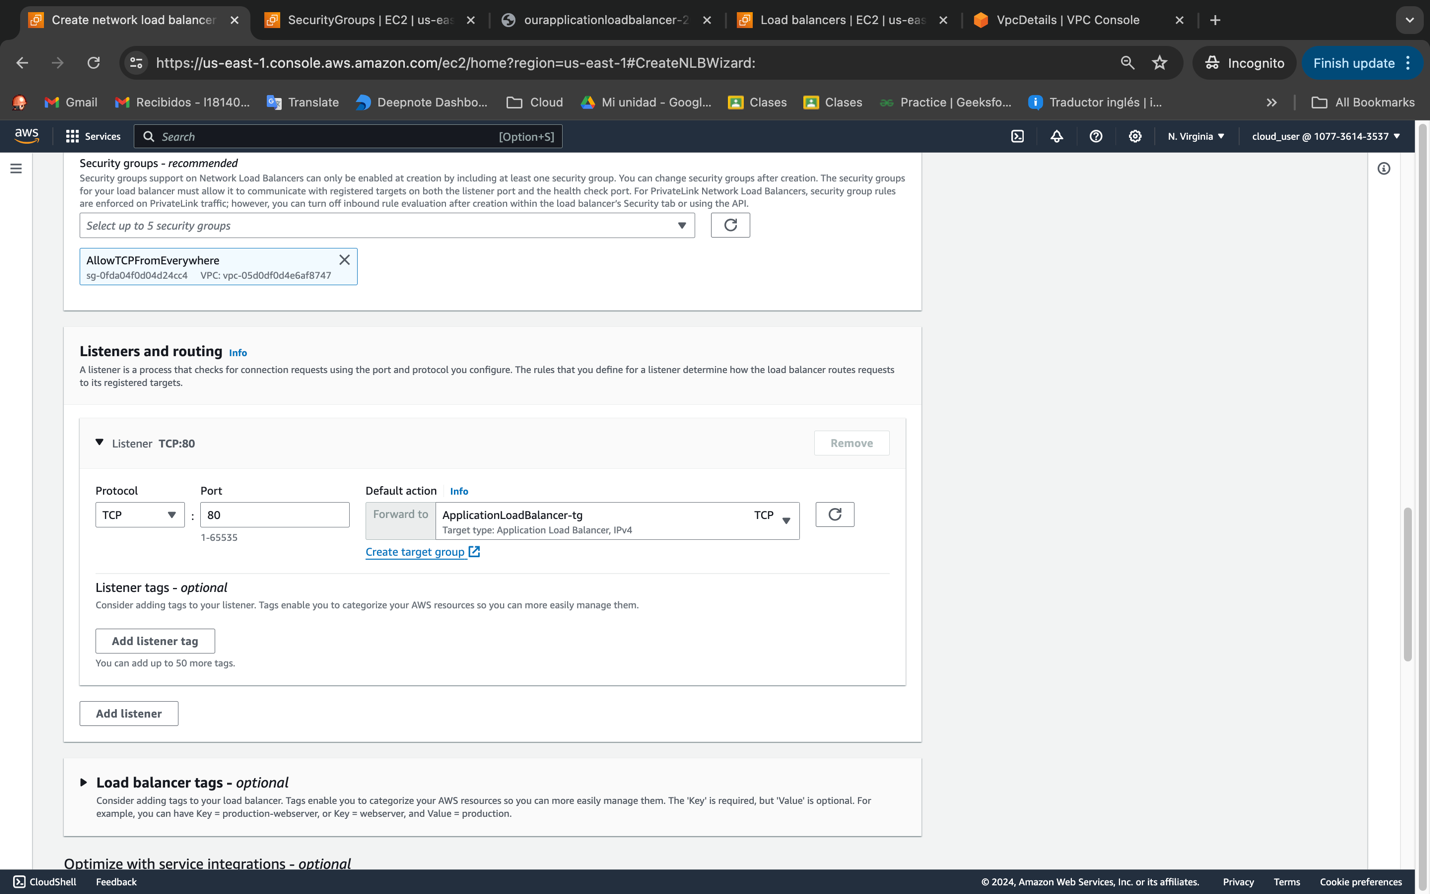 Create network load balancer
SecurityGroups | EC2 | us-eas
ourapplicationloadbalancer-2
Load balancers | EC2 | us-eas
VpcDetails | VPC Console
https://us-east-1.console.aws.amazon.com/ec2/home?region=us-east-1#CreateNLBWizard:
Incognito
Finish update
Gmail
Recibidos - l18140...
Translate
Deepnote Dashbo...
Cloud
Mi unidad - Googl...
Clases
Clases
Practice | Geeksfo...
Traductor inglés | i...
»
All Bookmarks
aws
Services
Search
[Option+S]
N. Virginia
cloud_user @ 1077-3614-3537
Security groups - recommended
Security groups support on Network Load Balancers can only be enabled at creation by including at least one security group. You can change security groups after creation. The security groups
for your load balancer must allow it to communicate with registered targets on both the listener port and the health check port. For PrivateLink Network Load Balancers, security group rules
are enforced on PrivateLink traffic; however, you can turn off inbound rule evaluation after creation within the load balancer's Security tab or using the API.
Select up to 5 security groups
AllowTCPFromEverywhere
sg-0fda04f0d04d24cc4 VPC: vpc-05d0df0d4e6af8747
Listeners and routing Info
A listener is a process that checks for connection requests using the port and protocol you configure. The rules that you define for a listener determine how the load balancer routes requests
to its registered targets.
Listener TCP:80
Remove
Protocol
Port
Default action
Info
TCP
:
80
Forward to
ApplicationLoadBalancer-tg
TCP
Target type: Application Load Balancer, IPv4
1-65535
Create target group
Listener tags - optional
Consider adding tags to your listener. Tags enable you to categorize your AWS resources so you can more easily manage them.
Add listener tag
You can add up to 50 more tags.
Add listener
Load balancer tags - optional
Consider adding tags to your load balancer. Tags enable you to categorize your AWS resources so you can more easily manage them. The 'Key' is required, but 'Value' is optional. For
example, you can have Key = production-webserver, or Key = webserver, and Value = production.
Optimize with service integrations - optional
CloudShell
Feedback
© 2024, Amazon Web Services, Inc. or its affiliates.
Privacy
Terms
Cookie preferences